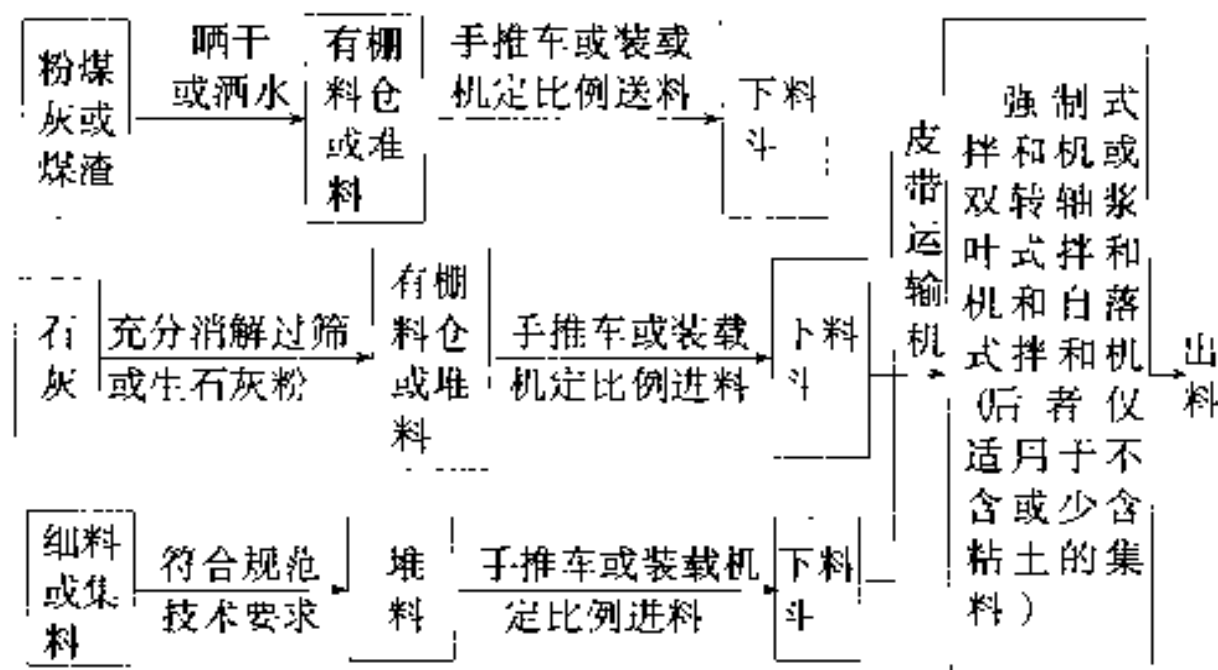 粉煤
灰或
煤渣
晒干
或洒水
有棚
料仓
或堆
料
手推车或装载
机定比例送料
下料
斗
石
灰
充分消解过筛
或生石灰粉
有棚
料仓
或堆
料
手推车或装载
机定比例进料
下料
斗
细料
或集
料
符合规范
技术要求
堆
料
手推车或装载机
定比例进料
下料
斗
皮
带
运
输
机
强制式
拌和机或
双转轴浆
叶式拌和
机和自落
式拌和机
(后者仅
适用于不
含或少含
粘土的集
料)
出
料